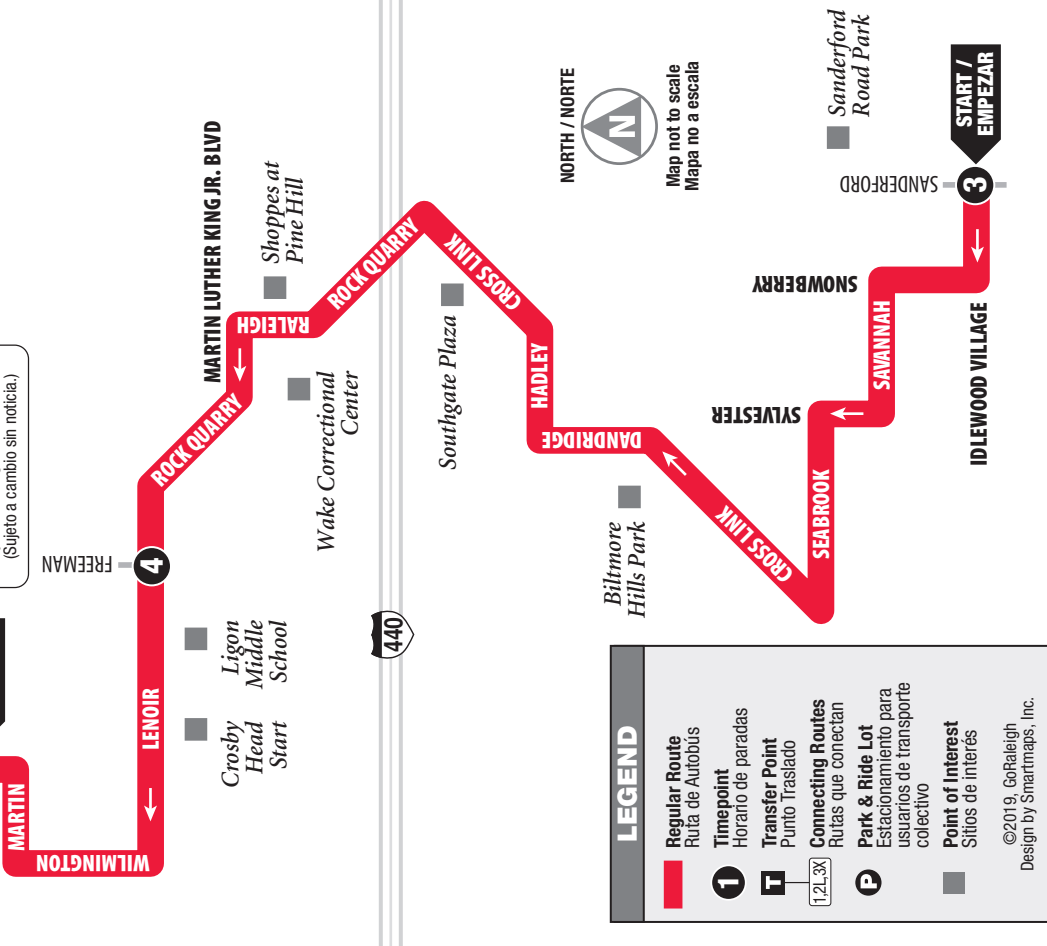 (Sujeto a cambio sin noticia.)
MARTIN
WILMINGTON
LENOIR
FREEMAN
4
ROCK QUARRY
MARTIN LUTHER KING JR. BLVD
RALEIGH
ROCK QUARRY
Shoppes at
Pine Hill
Wake Correctional
Center
Crosby
Head
Start
Ligon
Middle
School
440
Southgate Plaza
CROSS LINK
HADLEY
DANDRIDGE
Biltmore
Hills Park
CROSS LINK
SEABROOK
SYLVESTER
SAVANNAH
SNOWBERRY
IDLEWOOD VILLAGE
SANDERFORD
3
START /
EMPEZAR
Sanderford
Road Park
NORTH / NORTE
N
Map not to scale
Mapa no a escala
LEGEND
Regular Route
Ruta de Autobús
1
Timepoint
Horario de paradas
T
Transfer Point
Punto Traslado
1,2L,3X
Connecting Routes
Rutas que conectan
P
Park & Ride Lot
Estacionamiento para
usuarios de transporte
colectivo
Point of Interest
Sitios de interés
©2019, GoRaleigh
Design by Smartmaps, Inc.